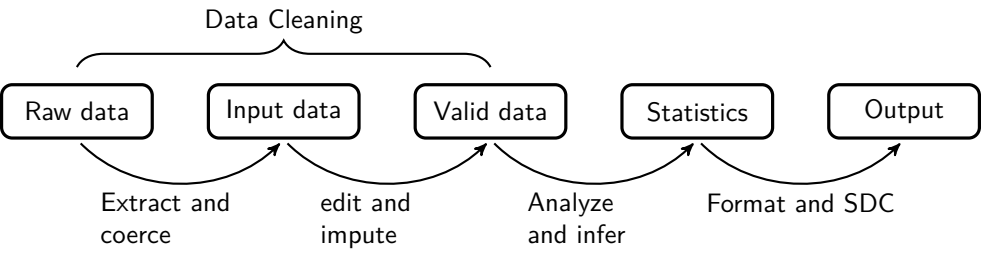 Data Cleaning
Raw data
Input data
Valid data
Statistics
Output
Extract and
coerce
edit and
impute
Analyze
and infer
Format and SDC